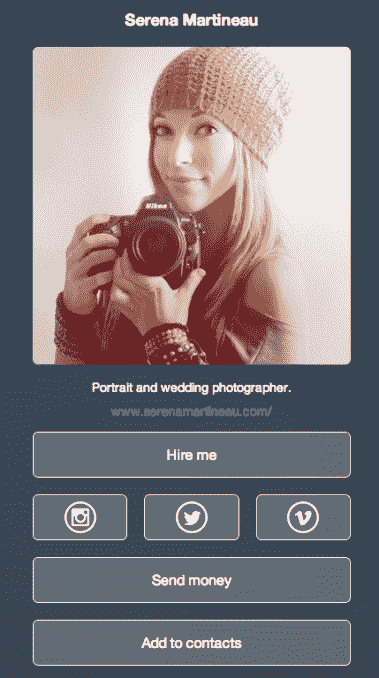 Serena Martineau
Nikon
Portrait and wedding photographer.
www.serenamartineau.com/
Hire me
Send money
Add to contacts